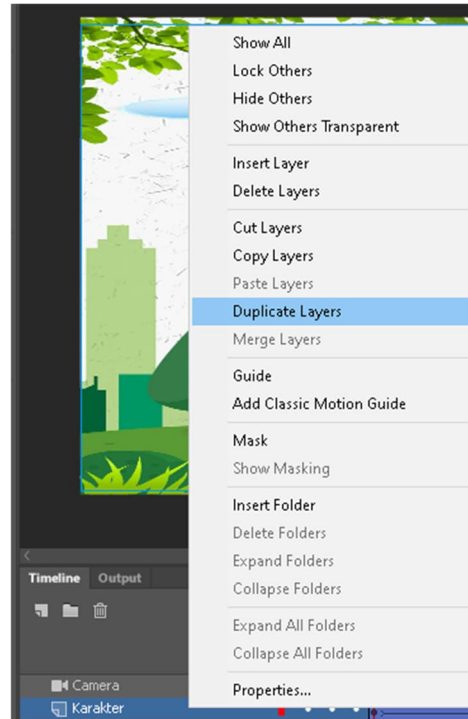 Show All
Lock Others
Hide Others
Show Others Transparent
Insert Layer
Delete Layers
Cut Layers
Copy Layers
Paste Layers
Duplicate Layers
Merge Layers
Guide
Add Classic Motion Guide
Mask
Show Masking
Insert Folder
Delete Folders
Expand Folders
Collapse Folders
Expand All Folders
Collapse All Folders
Properties...
Timeline Output
Camera
Karakter